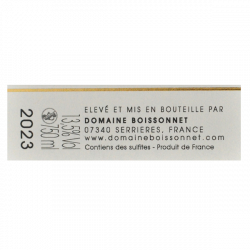 2023
750 ml
13.5% Vol
ELEVÉ ET MIS EN BOUTEILLE PAR
DOMAINE BOISSONNET
07340 SERRIERES, FRANCE
www.domaineboissonnet.com
Contiens des sulfites - Produit de France